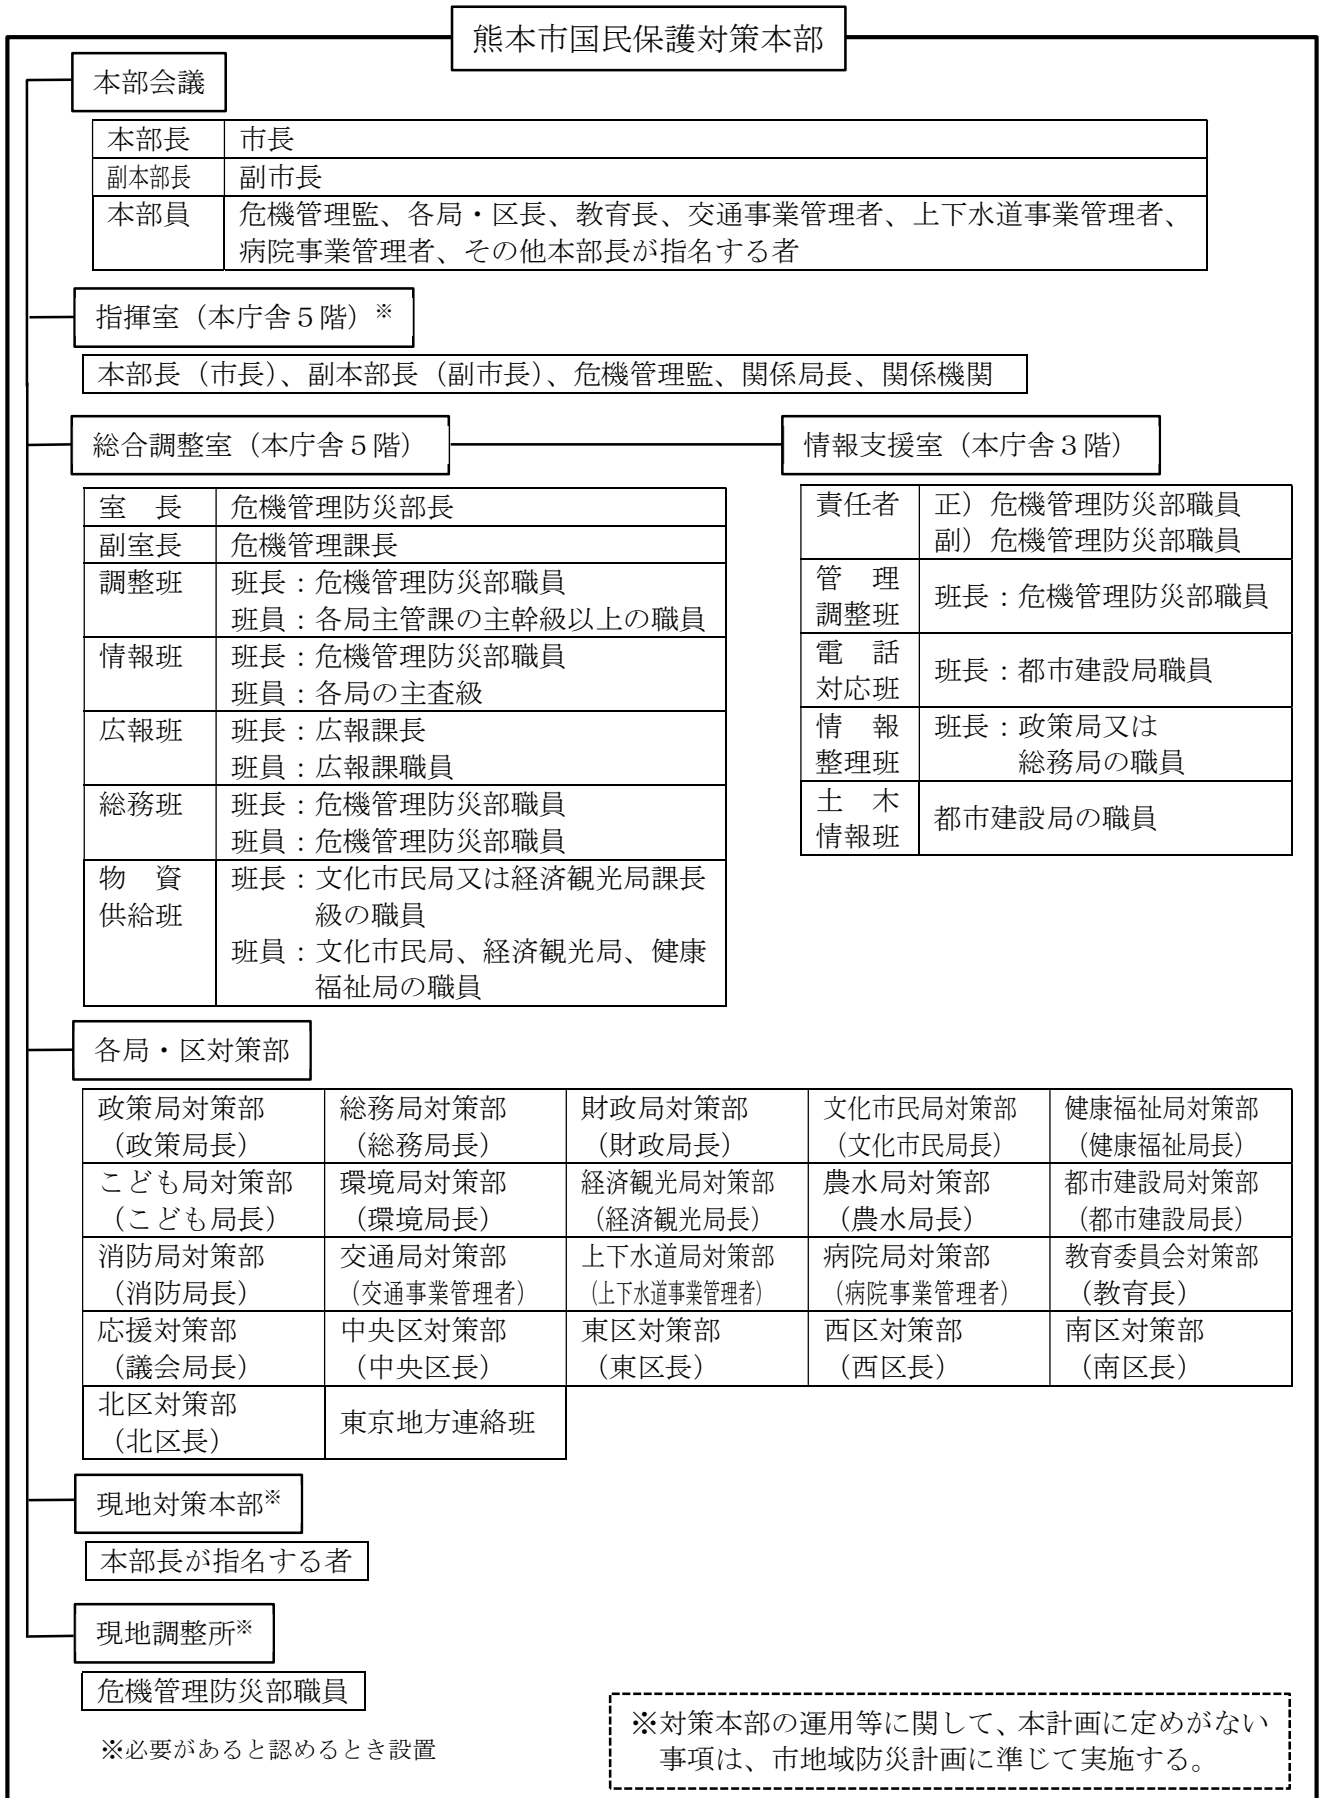 熊本市国民保護対策本部
本部会議
本部長 市長
副本部長 副市長
本部員 危機管理監、各局・区長、教育長、交通事業管理者、上下水道事業管理者、
病院事業管理者、その他本部長が指名する者
指揮室（本庁舎５階）※
本部長（市長）、副本部長（副市長）、危機管理監、関係局長、関係機関
総合調整室（本庁舎５階）
室　長 危機管理防災部長
副室長 危機管理課長
調整班 班長：危機管理防災部職員
班員：各局主管課の主幹級以上の職員
情報班 班長：危機管理防災部職員
班員：各局の主査級
広報班 班長：広報課長
班員：広報課職員
総務班 班長：危機管理防災部職員
班員：危機管理防災部職員
物　資 班長：文化市民局又は経済観光局課長
供給班 級の職員
班員：文化市民局、経済観光局、健康
福祉局の職員
情報支援室（本庁舎３階）
責任者 正）危機管理防災部職員
副）危機管理防災部職員
管　理
調整班 班長：危機管理防災部職員
電　話
対応班 班長：都市建設局職員
情　報 班長：政策局又は
整理班 総務局の職員
土　木
情報班 都市建設局の職員
各局・区対策部
政策局対策部 総務局対策部 財政局対策部 文化市民局対策部 健康福祉局対策部
（政策局長） （総務局長） （財政局長） （文化市民局長） （健康福祉局長）
こども局対策部 環境局対策部 経済観光局対策部 農水局対策部 都市建設局対策部
（こども局長） （環境局長） （経済観光局長） （農水局長） （都市建設局長）
消防局対策部 交通局対策部 上下水道局対策部 病院局対策部 教育委員会対策部
（消防局長） （交通事業管理者） （上下水道事業管理者） （病院事業管理者） （教育長）
応援対策部 中央区対策部 東区対策部 西区対策部 南区対策部
（議会局長） （中央区長） （東区長） （西区長） （南区長）
北区対策部 東京地方連絡班
（北区長）
現地対策本部※
本部長が指名する者
現地調整所※
危機管理防災部職員
※必要があると認めるとき設置
※対策本部の運用等に関して、本計画に定めがない
事項は、市地域防災計画に準じて実施する。